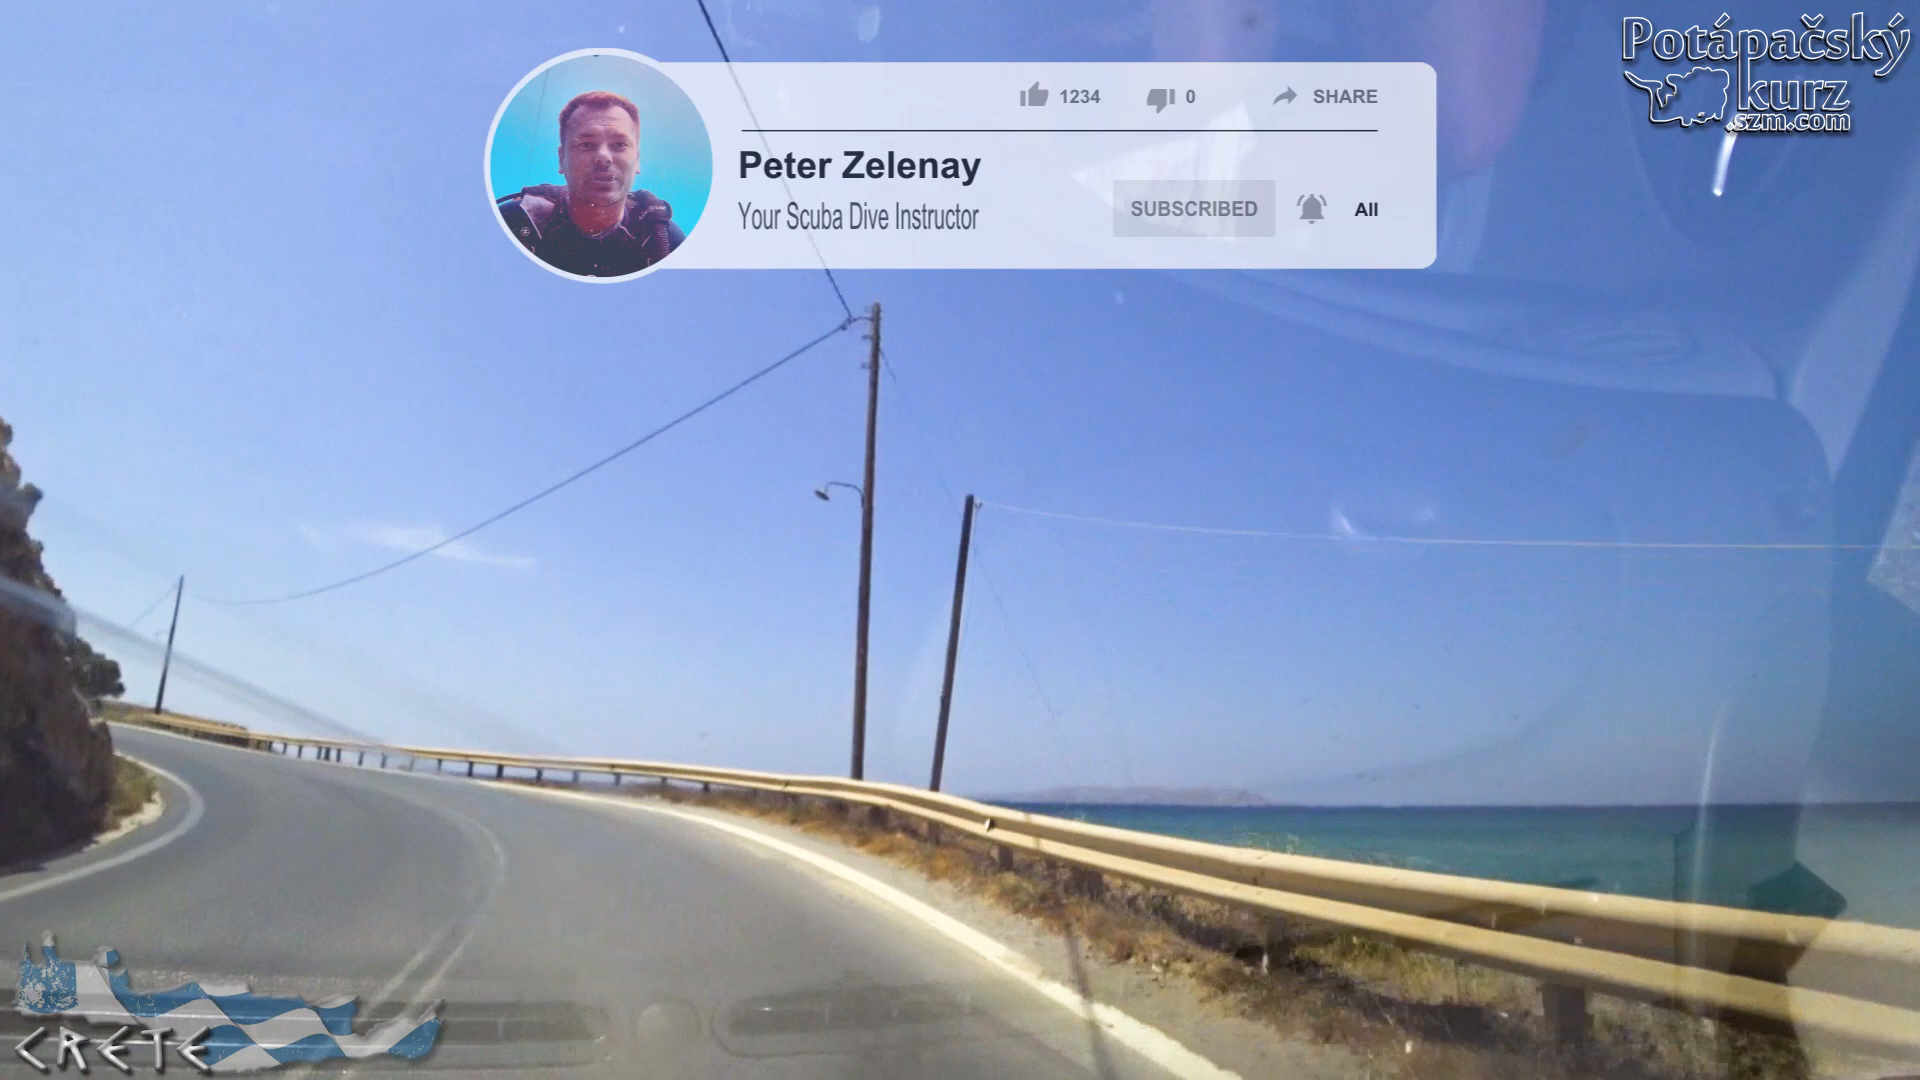 Potápačský
kurz
.szm.com
1234
0
SHARE
Peter Zelenay
Your Scuba Dive Instructor
SUBSCRIBED
All
CRETE